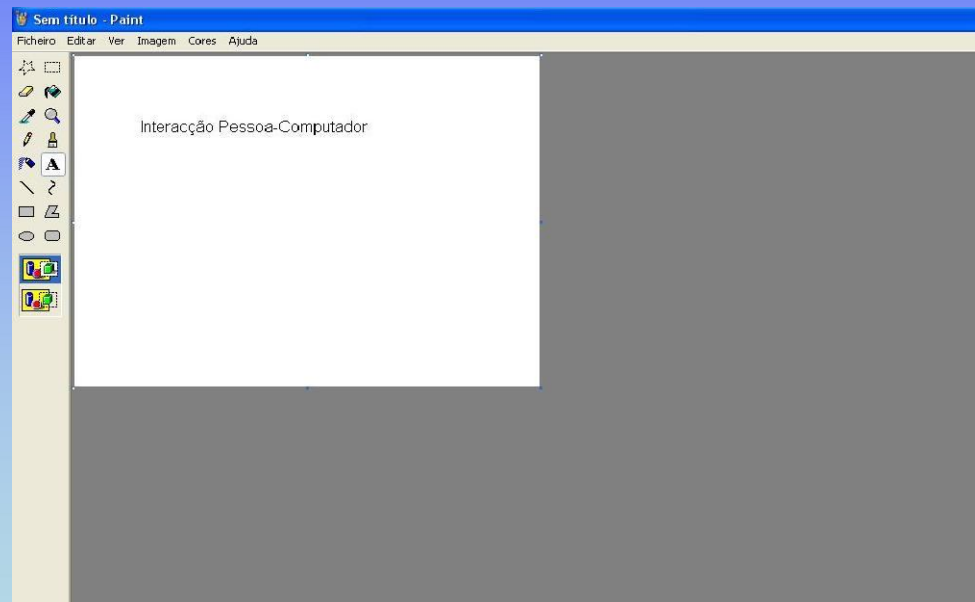 Sem título - Paint
Ficheiro Editar Ver Imagem Cores Ajuda
A
Interacção Pessoa-Computador